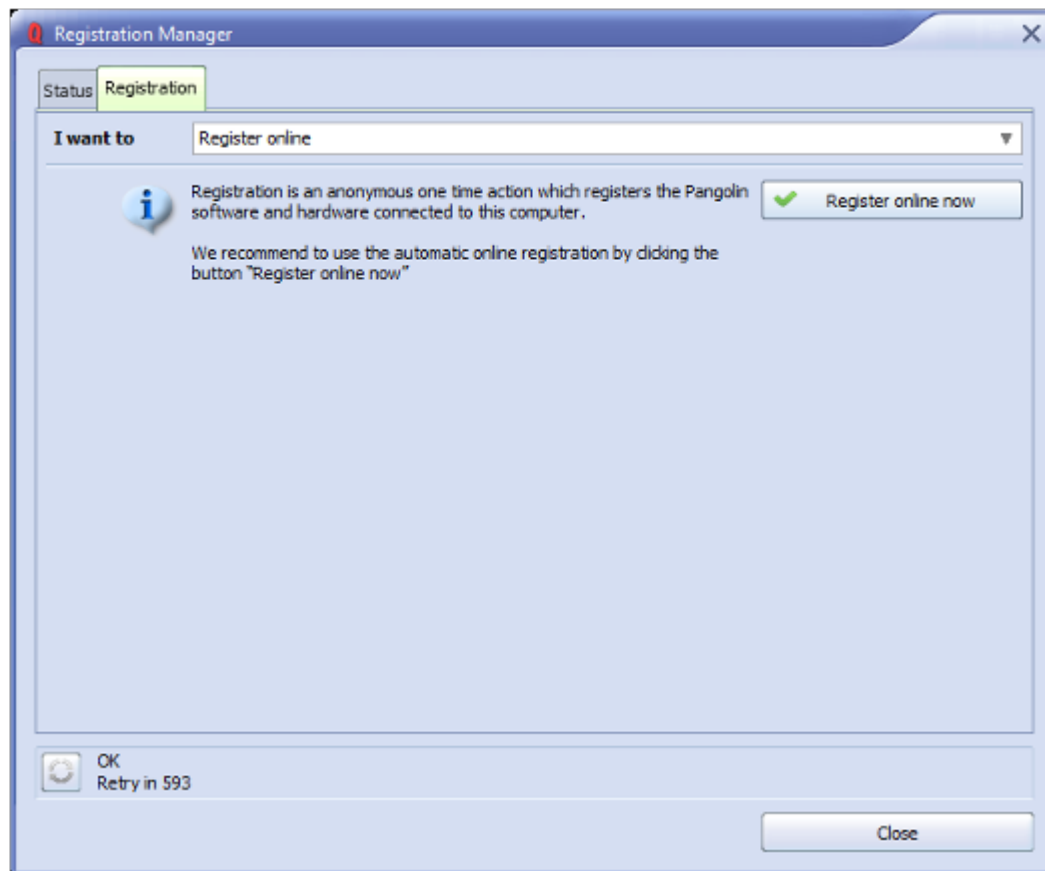 Registration Manager
Status
Registration
I want to
Register online
Registration is an anonymous one time action which registers the Pangolin
software and hardware connected to this computer.
Register online now
We recommend to use the automatic online registration by clicking the
button "Register online now"
OK
Retry in 593
Close